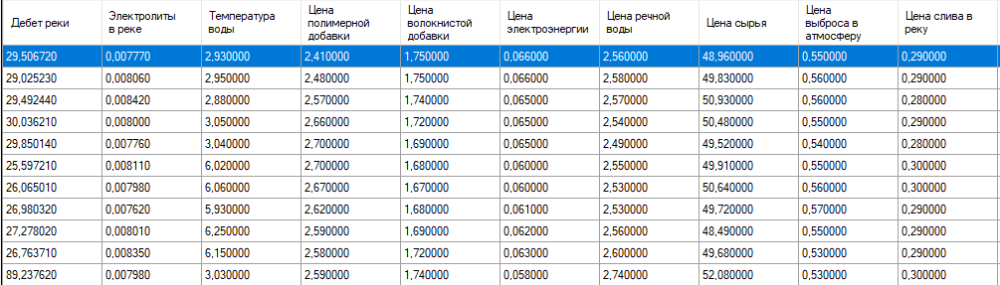 Дебет реки Электролиты в реке Температура воды Цена полимерной добавки Цена волокнистой добавки Цена электроэнергии Цена речной воды Цена сырья Цена выброса в атмосферу Цена слива в реку
29,506720 0,007770 2,930000 2,410000 1,750000 0,066000 2,560000 48,960000 0,550000 0,290000
29,025230 0,008060 2,950000 2,480000 1,750000 0,066000 2,580000 49,830000 0,560000 0,290000
29,492440 0,008420 2,880000 2,570000 1,740000 0,065000 2,570000 50,930000 0,560000 0,280000
30,036210 0,008000 3,050000 2,660000 1,720000 0,065000 2,540000 50,480000 0,550000 0,290000
29,850140 0,007760 3,040000 2,700000 1,690000 0,065000 2,490000 49,520000 0,540000 0,280000
25,597210 0,008110 6,020000 2,700000 1,680000 0,060000 2,550000 49,910000 0,550000 0,300000
26,065010 0,007980 6,060000 2,670000 1,670000 0,060000 2,530000 50,640000 0,560000 0,300000
26,980320 0,007620 5,930000 2,620000 1,680000 0,061000 2,530000 49,720000 0,570000 0,290000
27,278020 0,008010 6,250000 2,590000 1,690000 0,062000 2,560000 48,490000 0,550000 0,290000
26,763710 0,008350 6,150000 2,580000 1,720000 0,063000 2,600000 49,680000 0,530000 0,290000
89,237620 0,007980 3,030000 2,590000 1,740000 0,058000 2,740000 52,080000 0,530000 0,300000